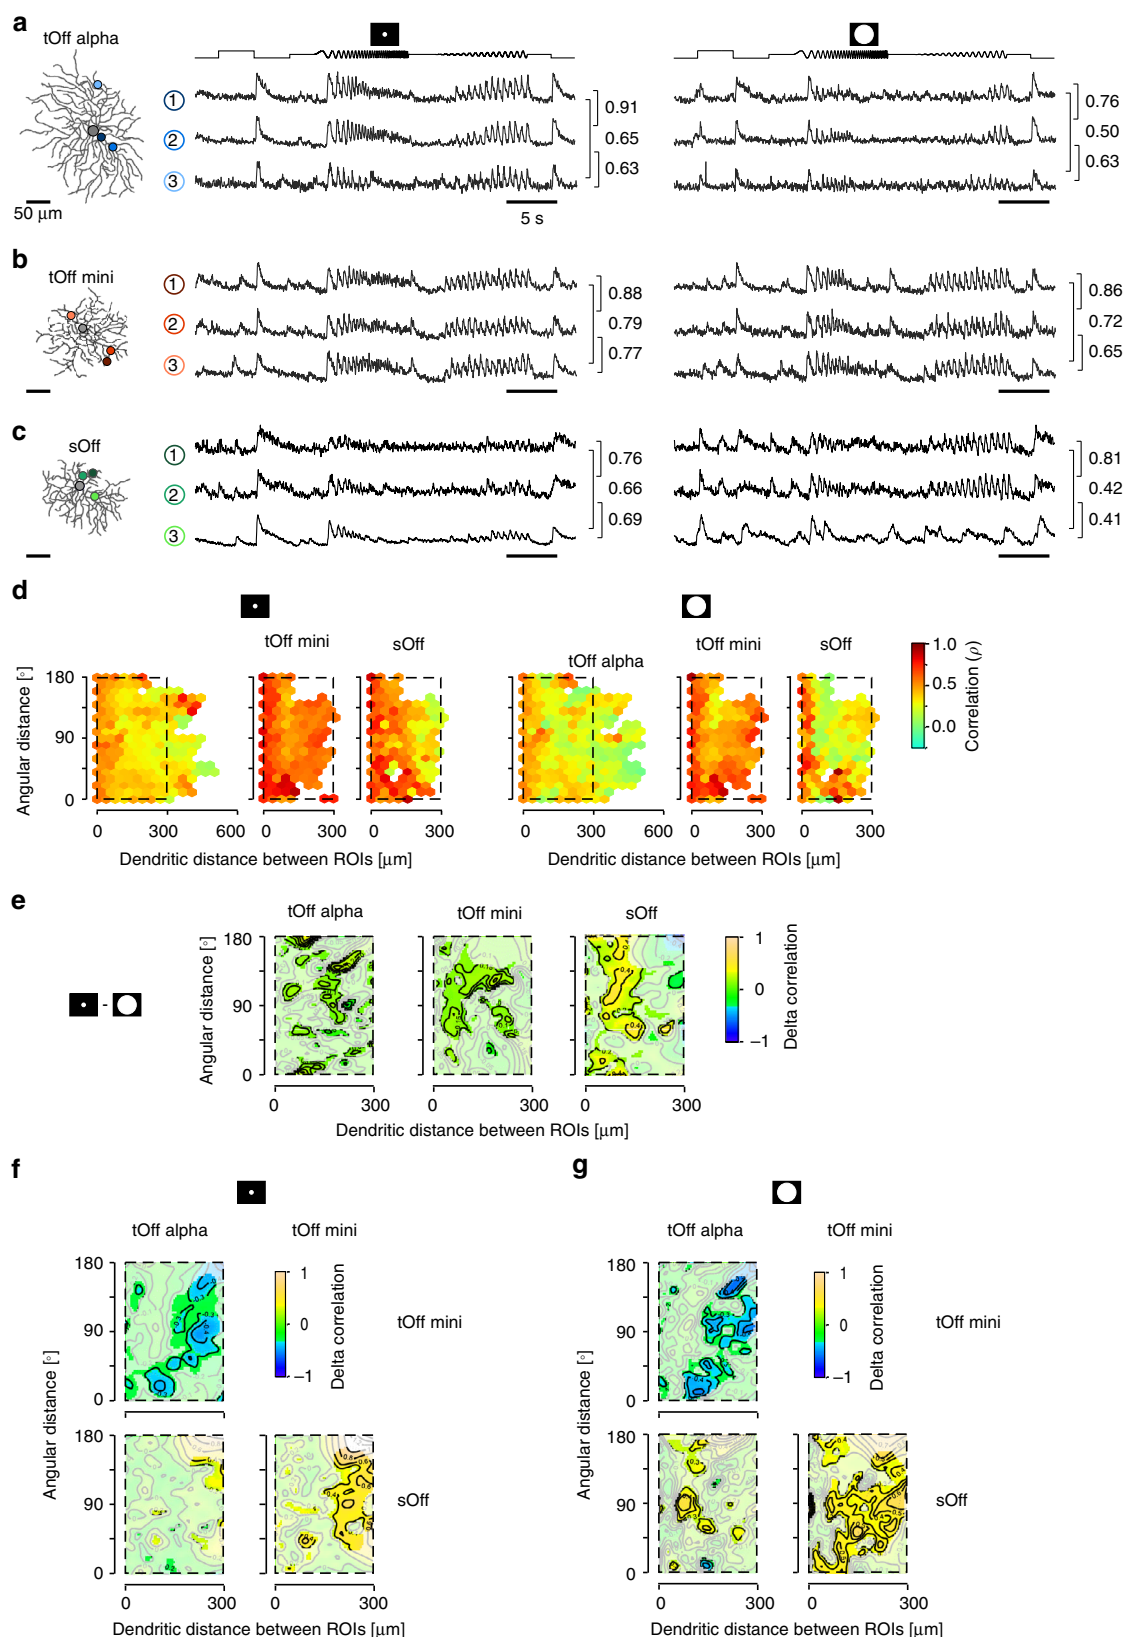 a
tOff alpha
1
2
3
0.91
0.65
0.63
0.76
0.50
0.63
50 μm
5 s
b
tOff mini
1
2
3
0.88
0.79
0.77
0.86
0.72
0.65
c
sOff
1
2
3
0.76
0.66
0.69
0.81
0.42
0.41
d
tOff mini
sOff
tOff alpha
tOff mini
sOff
Angular distance [°]
180
90
0
0 300 600
0 300
0 300
0 300 600
0 300
0 300
1.0
0.5
0.0
Correlation (ρ)
Dendritic distance between ROIs [μm]
Dendritic distance between ROIs [μm]
e
tOff alpha
tOff mini
sOff
-
Angular distance [°]
180
90
0
0 300
0 300
0 300
1
0
−1
Delta correlation
Dendritic distance between ROIs [μm]
f
tOff alpha
tOff mini
180
90
0
1
0
−1
Delta correlation
tOff mini
Angular distance [°]
180
90
0
sOff
0 300
0 300
Dendritic distance between ROIs [μm]
g
tOff alpha
tOff mini
180
90
0
1
0
−1
Delta correlation
tOff mini
Angular distance [°]
180
90
0
sOff
0 300
0 300
Dendritic distance between ROIs [μm]